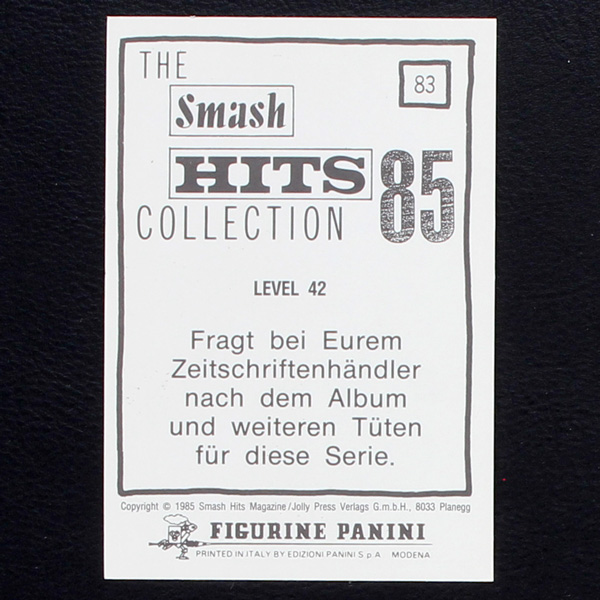 THE
83
Smash
HITS 85
COLLECTION
LEVEL 42
Fragt bei Eurem
Zeitschriftenhändler
nach dem Album
und weiteren Tüten
für diese Serie.
Copyright © 1985 Smash Hits Magazine/Jolly Press Verlags G.m.b.H., 8033 Planegg
FIGURINE PANINI
PRINTED IN ITALY BY EDIZIONI PANINI S.p.A. MODENA